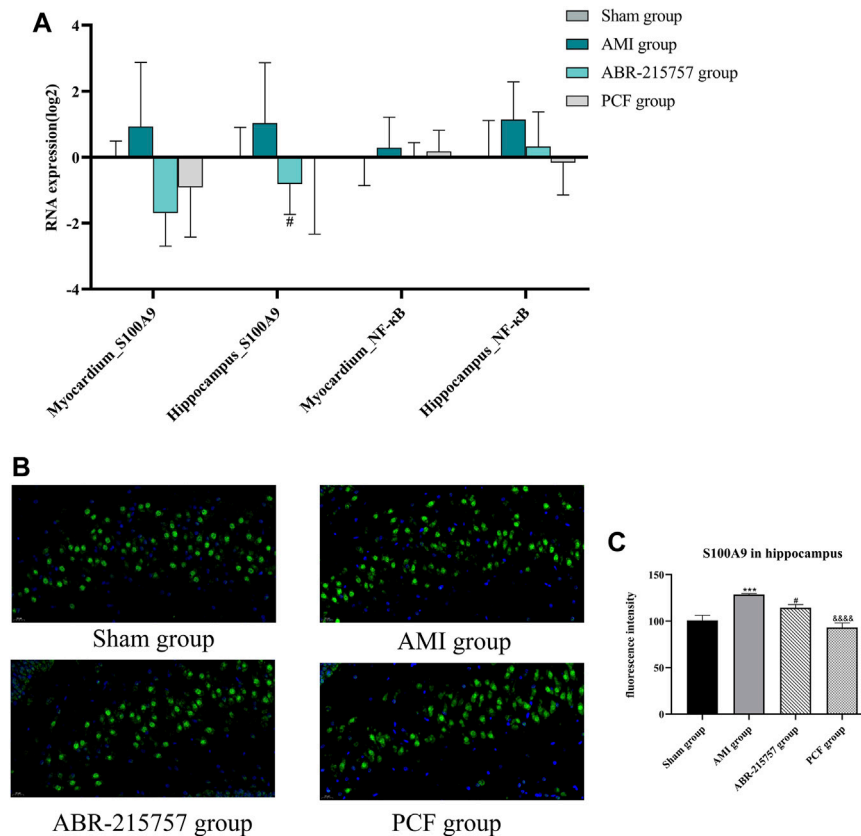 A
Sham group
AMI group
ABR-215757 group
PCF group
RNA expression(log2)
4
2
0
-2
-4
#
Myocardium_S100A9
Hippocampus_S100A9
Myocardium_NF-κB
Hippocampus_NF-κB
B
Sham group
AMI group
ABR-215757 group
PCF group
C
S100A9 in hippocampus
fluorescence intensity
150
100
50
0
***
#
&&&&
Sham group
AMI group
ABR-215757 group
PCF group